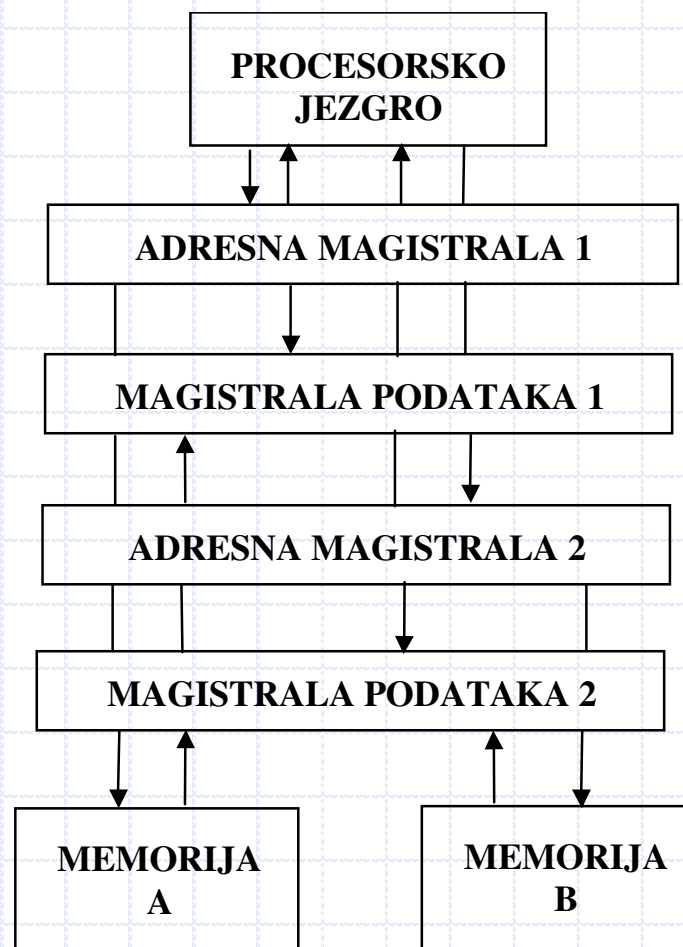 PROCESORSKO
JEZGRO
ADRESNA MAGISTRALA 1
MAGISTRALA PODATAKA 1
ADRESNA MAGISTRALA 2
MAGISTRALA PODATAKA 2
MEMORIJA
A
MEMORIJA
B